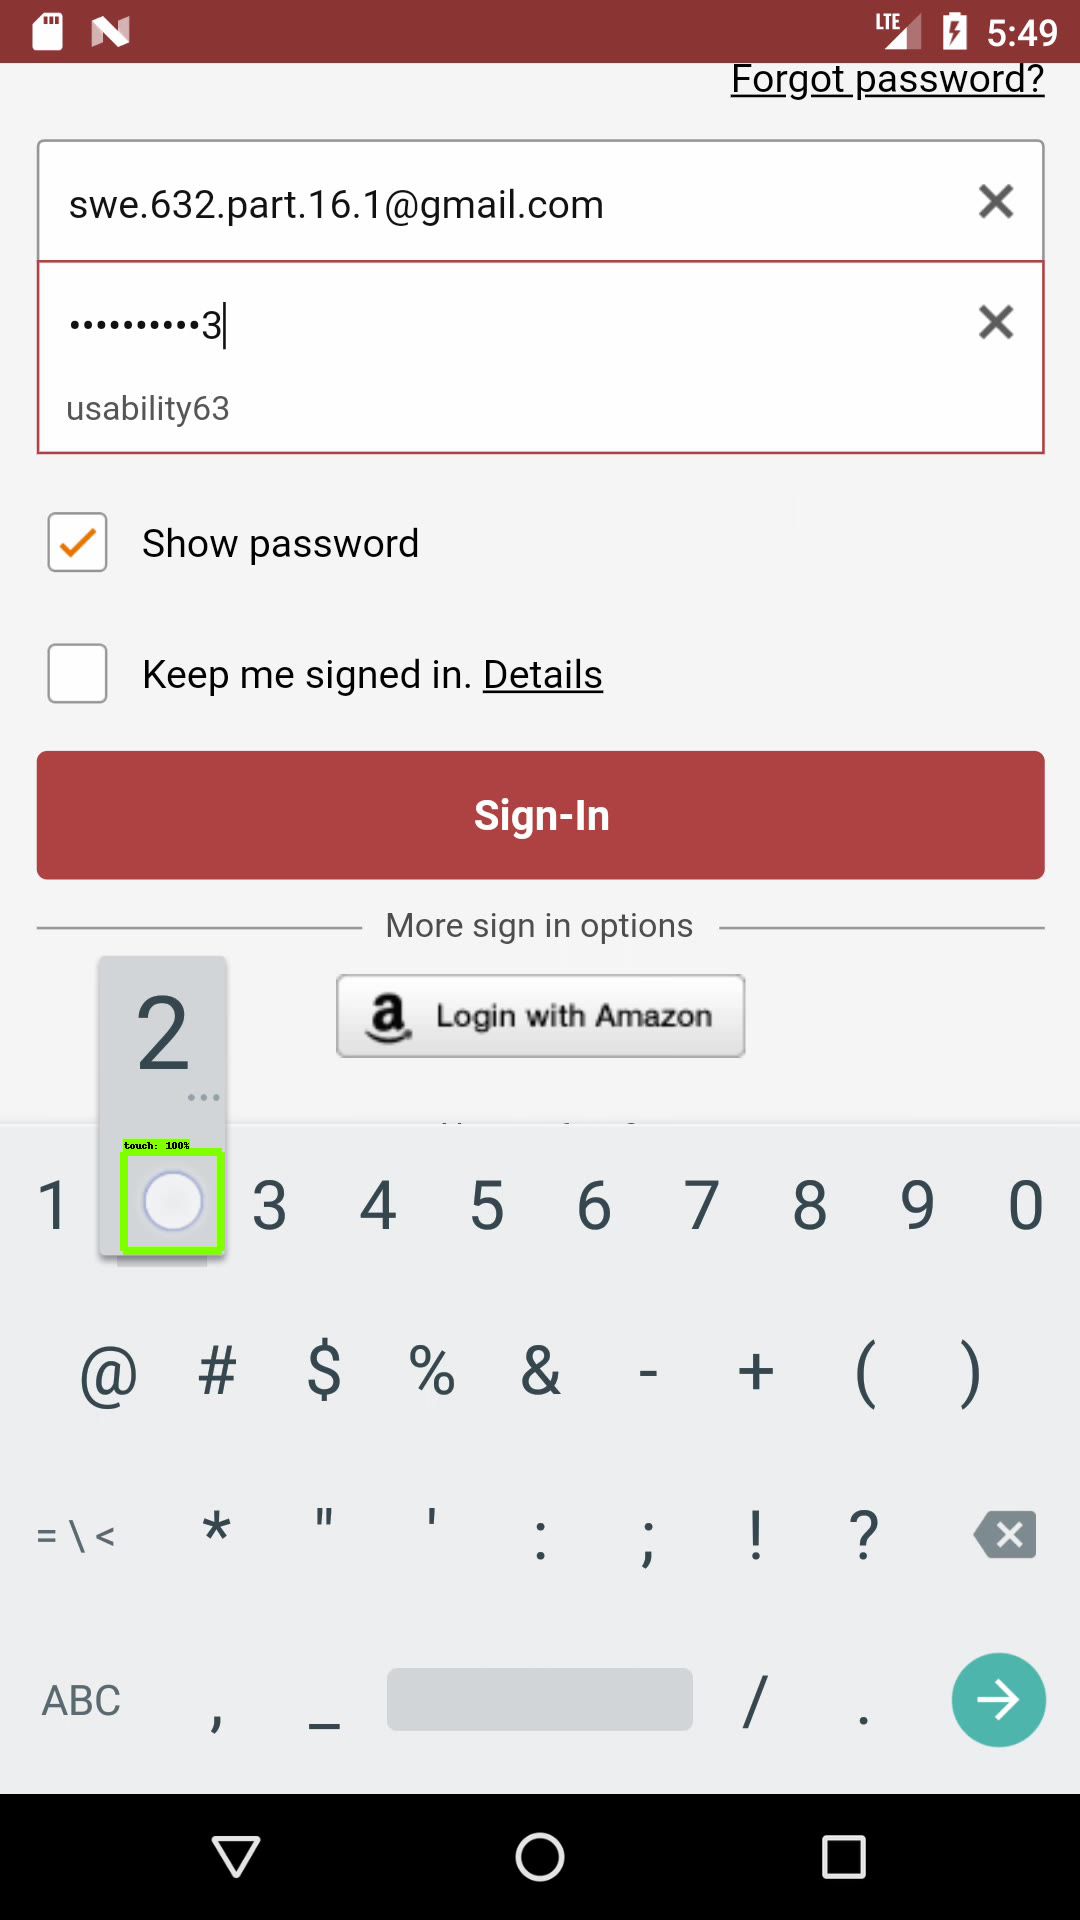 LTE 5:49
Forgot password?
swe.632.part.16.1@gmail.com
•••••••••••3
usability63
Show password
Keep me signed in. Details
Sign-In
More sign in options
a Login with Amazon
2
...
touch: 100%
1 3 4 5 6 7 8 9 0
@ # $ % & - + ( )
= \ < * " ' : ; ! ?
ABC , _ / .